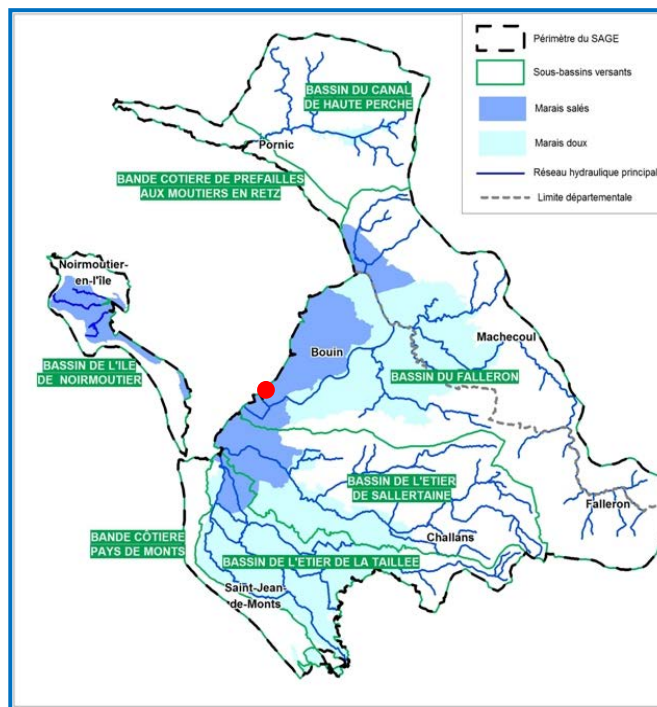 Périmètre du SAGE
Sous-bassins versants
Marais salés
Marais doux
Réseau hydraulique principal
Limite départementale
BASSIN DU CANAL
DE HAUTE PERCHE
Pornic
BANDE COTIERE DE PREFAILLES
AUX MOUTIERS EN RETZ
Noirmoutier-
en-l'île
Machecoul
Bouin
BASSIN DE L'ILE
DE NOIRMOUTIER
BASSIN DU FALLERON
BASSIN DE L'ETIER
DE SALLERTAINE
Falleron
BANDE CÔTIERE
PAYS DE MONTS
Challans
BASSIN DE L'ETIER DE LA TAILLEE
Saint-Jean-
de-Monts